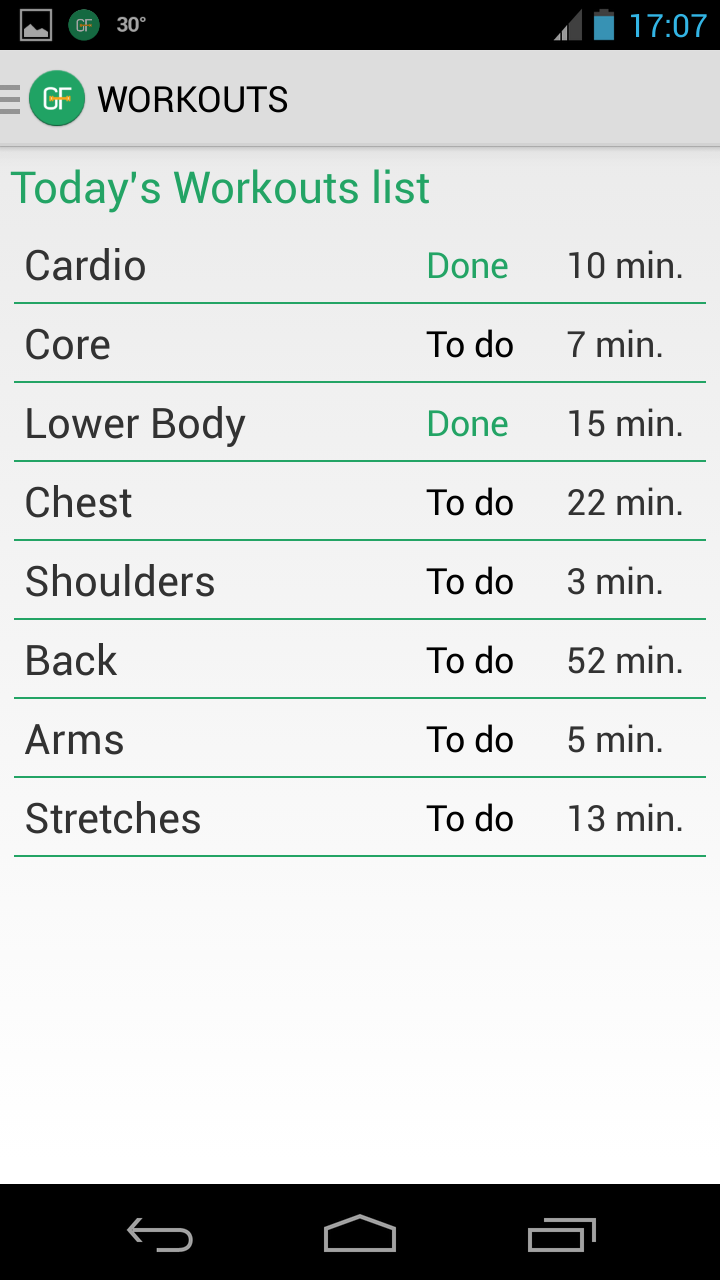 GF 30° 17:07
GF WORKOUTS
Today's Workouts list
Cardio Done 10 min.
Core To do 7 min.
Lower Body Done 15 min.
Chest To do 22 min.
Shoulders To do 3 min.
Back To do 52 min.
Arms To do 5 min.
Stretches To do 13 min.